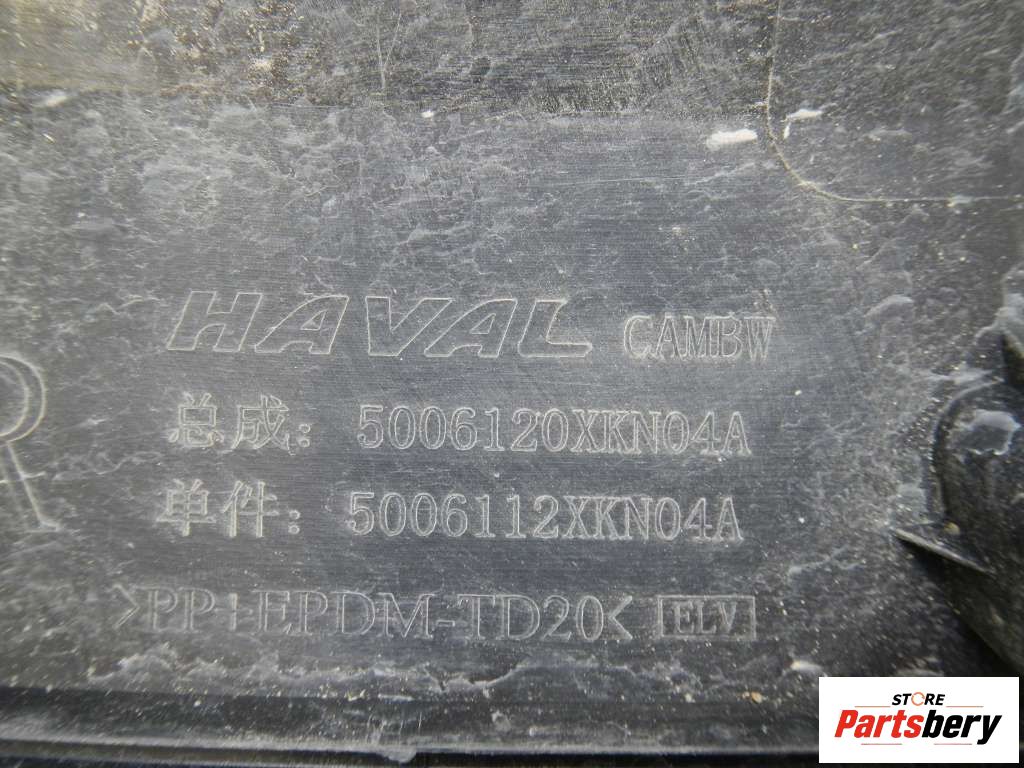 HAVAL CAMBW
R
总成: 5006120XKN04A
单件: 5006112XKN04A
>PP+EPDM-TD20< ELV
STORE
Partsbery